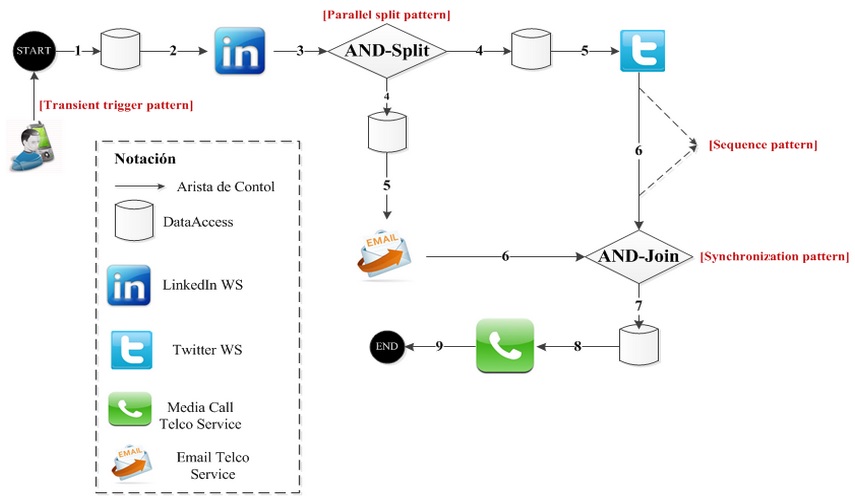 [Parallel split pattern]
START
1
2
in
3
AND-Split
4
5
t
[Transient trigger pattern]
4
6
[Sequence pattern]
5
EMAIL
6
AND-Join
[Synchronization pattern]
7
END
9
8
Notación
Arista de Contol
DataAccess
in
LinkedIn WS
t
Twitter WS
Media Call
Telco Service
EMAIL
Email Telco
Service